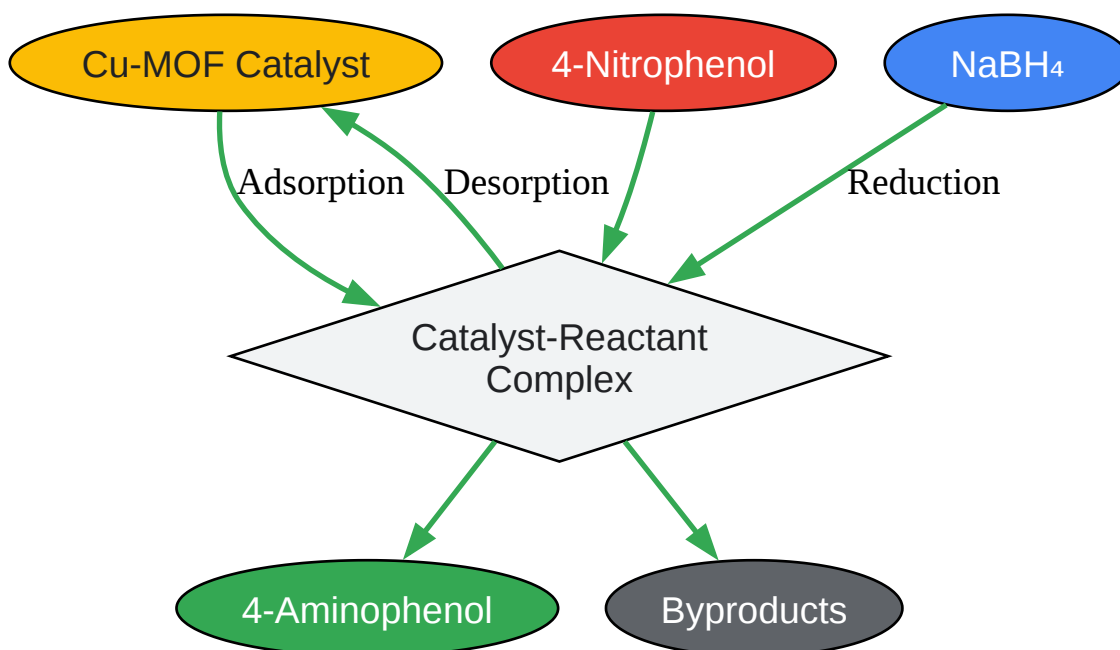 Cu-MOF Catalyst
4-Nitrophenol
NaBH₄
Adsorption
Desorption
Reduction
Catalyst-Reactant
Complex
4-Aminophenol
Byproducts